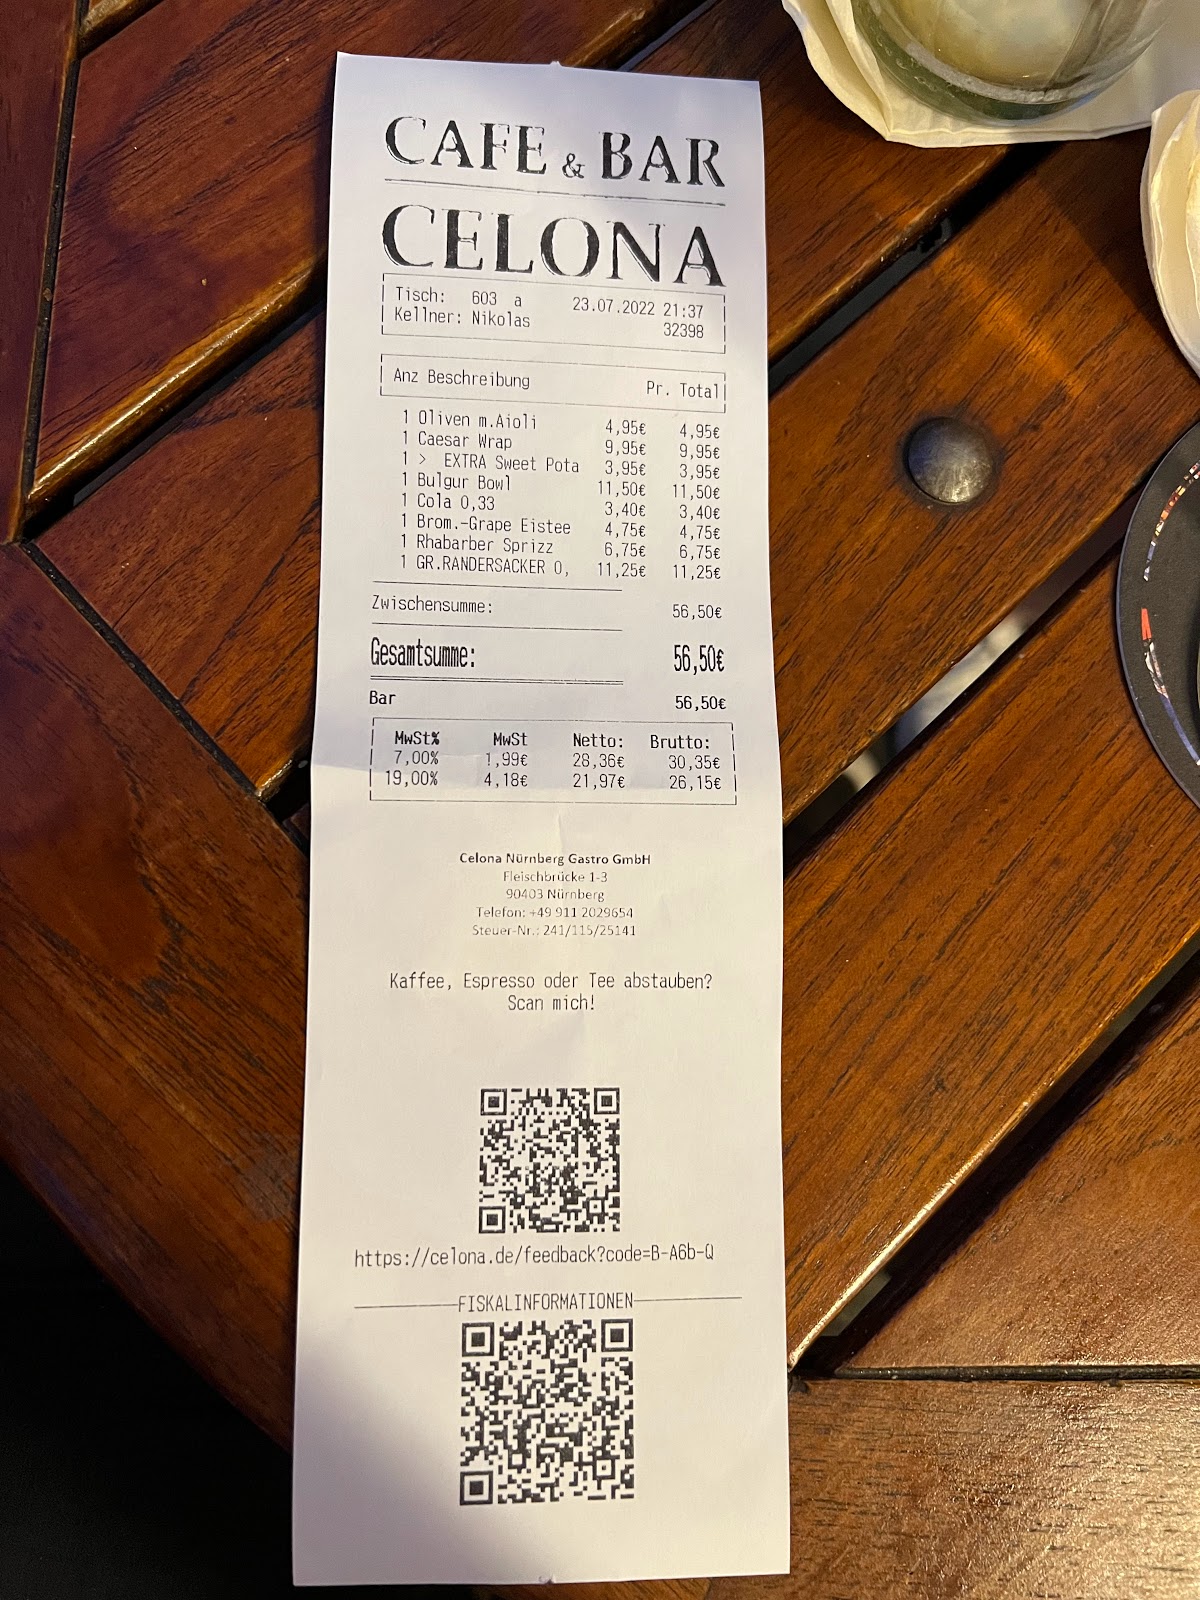 CAFE & BAR
CELONA
Tisch: 603 a 23.07.2022 21:37
Kellner: Nikolas 32398
Anz Beschreibung Pr. Total
1 Oliven m.Aioli 4,95€ 4,95€
1 Caesar Wrap 9,95€ 9,95€
1 > EXTRA Sweet Pota 3,95€ 3,95€
1 Bulgur Bowl 11,50€ 11,50€
1 Cola 0,33 3,40€ 3,40€
1 Brom.-Grape Eistee 4,75€ 4,75€
1 Rhabarber Sprizz 6,75€ 6,75€
1 GR.RANDERSACKER 0, 11,25€ 11,25€
Zwischensumme: 56,50€
Gesamtsumme: 56,50€
Bar 56,50€
MwSt% MwSt Netto: Brutto:
7,00% 1,99€ 28,36€ 30,35€
19,00% 4,18€ 21,97€ 26,15€
Celona Nürnberg Gastro GmbH
Fleischbrücke 1-3
90403 Nürnberg
Telefon: +49 911 2029654
Steuer-Nr.: 241/115/25141
Kaffee, Espresso oder Tee abstauben?
Scan mich!
https://celona.de/feedback?code=B-A6b-Q
FISKALINFORMATIONEN